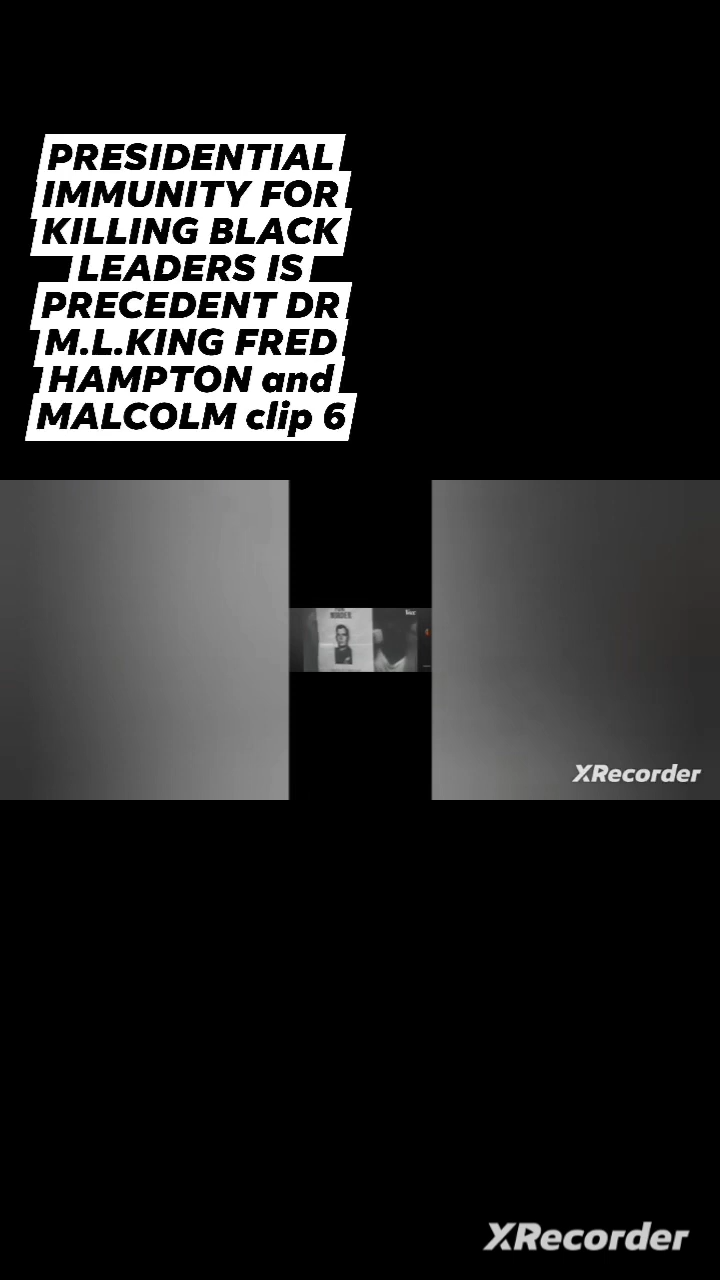 PRESIDENTIAL
IMMUNITY FOR
KILLING BLACK
LEADERS IS
PRECEDENT DR
M.L.KING FRED
HAMPTON and
MALCOLM clip 6
XRecorder
XRecorder